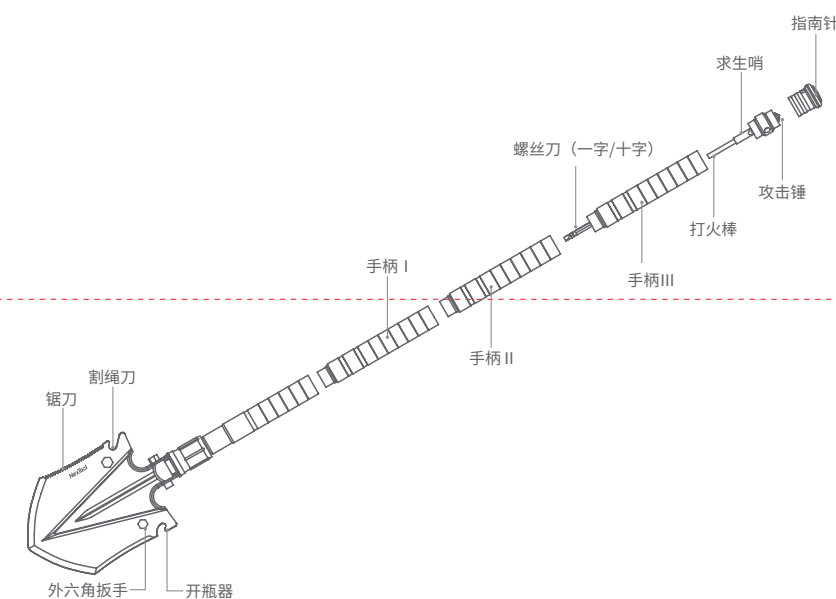 指南针
求生哨
螺丝刀（一字/十字）
攻击锤
打火棒
手柄III
手柄 I
手柄 II
割绳刀
锯刀
NexTool
外六角扳手
开瓶器